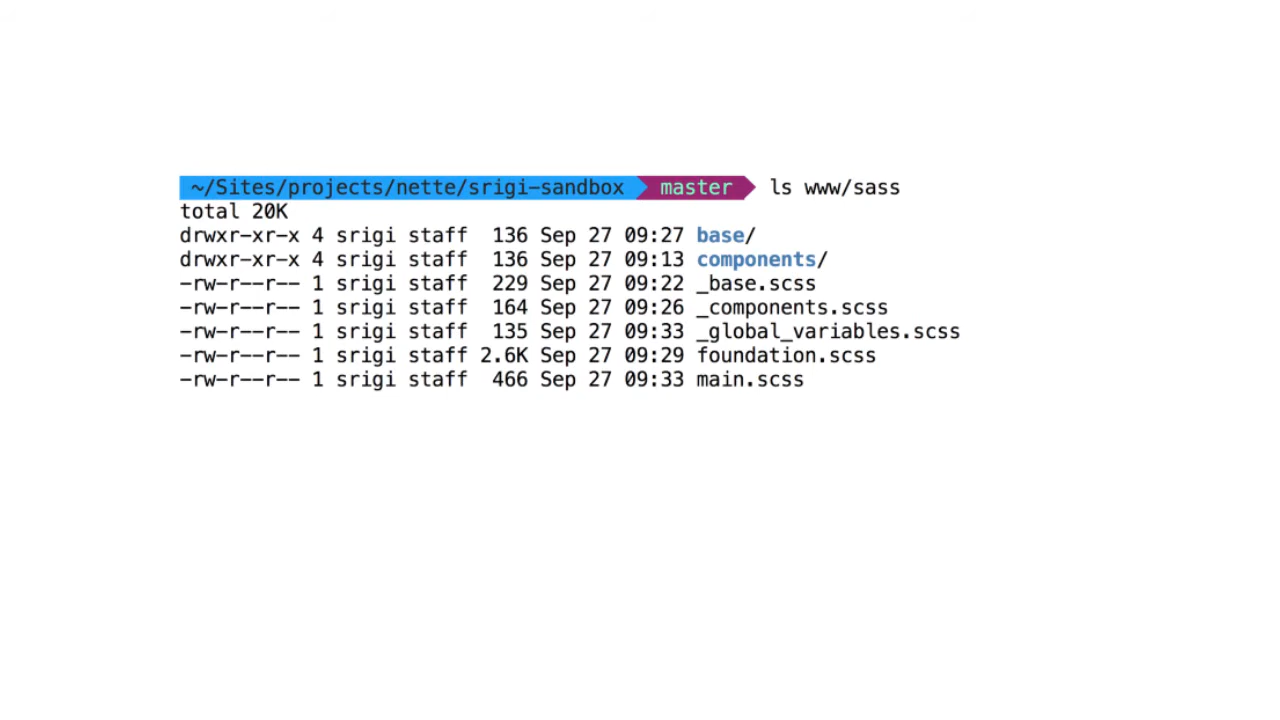 ~/Sites/projects/nette/srigi-sandbox master ls www/sass
total 20K
drwxr-xr-x 4 srigi staff  136 Sep 27 09:27 base/
drwxr-xr-x 4 srigi staff  136 Sep 27 09:13 components/
-rw-r--r-- 1 srigi staff  229 Sep 27 09:22 _base.scss
-rw-r--r-- 1 srigi staff  164 Sep 27 09:26 _components.scss
-rw-r--r-- 1 srigi staff  135 Sep 27 09:33 _global_variables.scss
-rw-r--r-- 1 srigi staff 2.6K Sep 27 09:29 foundation.scss
-rw-r--r-- 1 srigi staff  466 Sep 27 09:33 main.scss